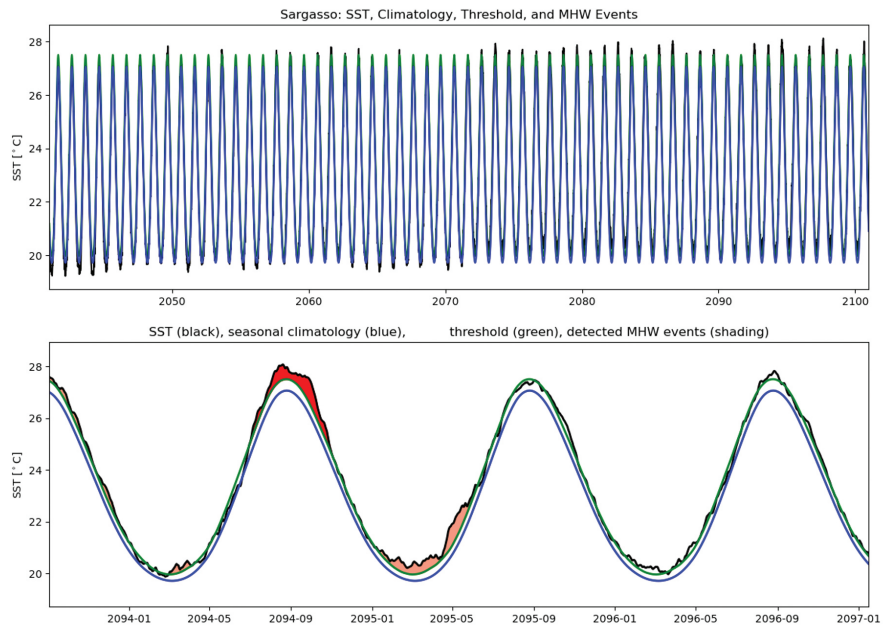 Sargasso: SST, Climatology, Threshold, and MHW Events
SST [°C]
28
26
24
22
20
2050 2060 2070 2080 2090 2100
SST (black), seasonal climatology (blue), threshold (green), detected MHW events (shading)
SST [°C]
28
26
24
22
20
2094-01 2094-05 2094-09 2095-01 2095-05 2095-09 2096-01 2096-05 2096-09 2097-01